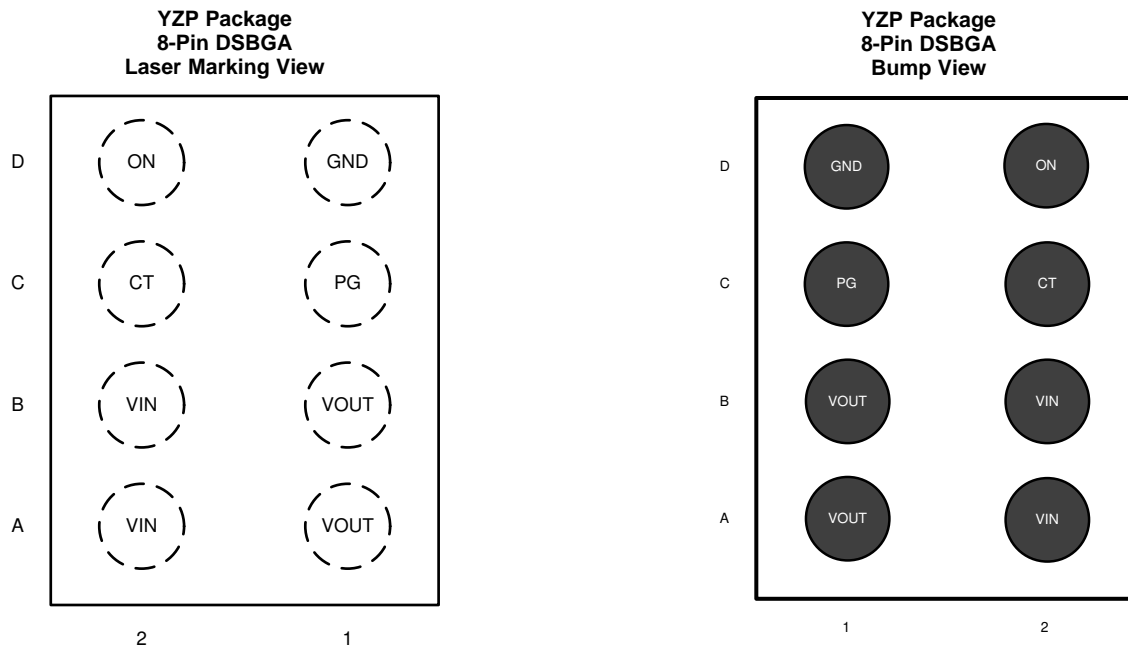 YZP Package
8-Pin DSBGA
Laser Marking View
D ON GND
C CT PG
B VIN VOUT
A VIN VOUT
2 1
YZP Package
8-Pin DSBGA
Bump View
D GND ON
C PG CT
B VOUT VIN
A VOUT VIN
1 2